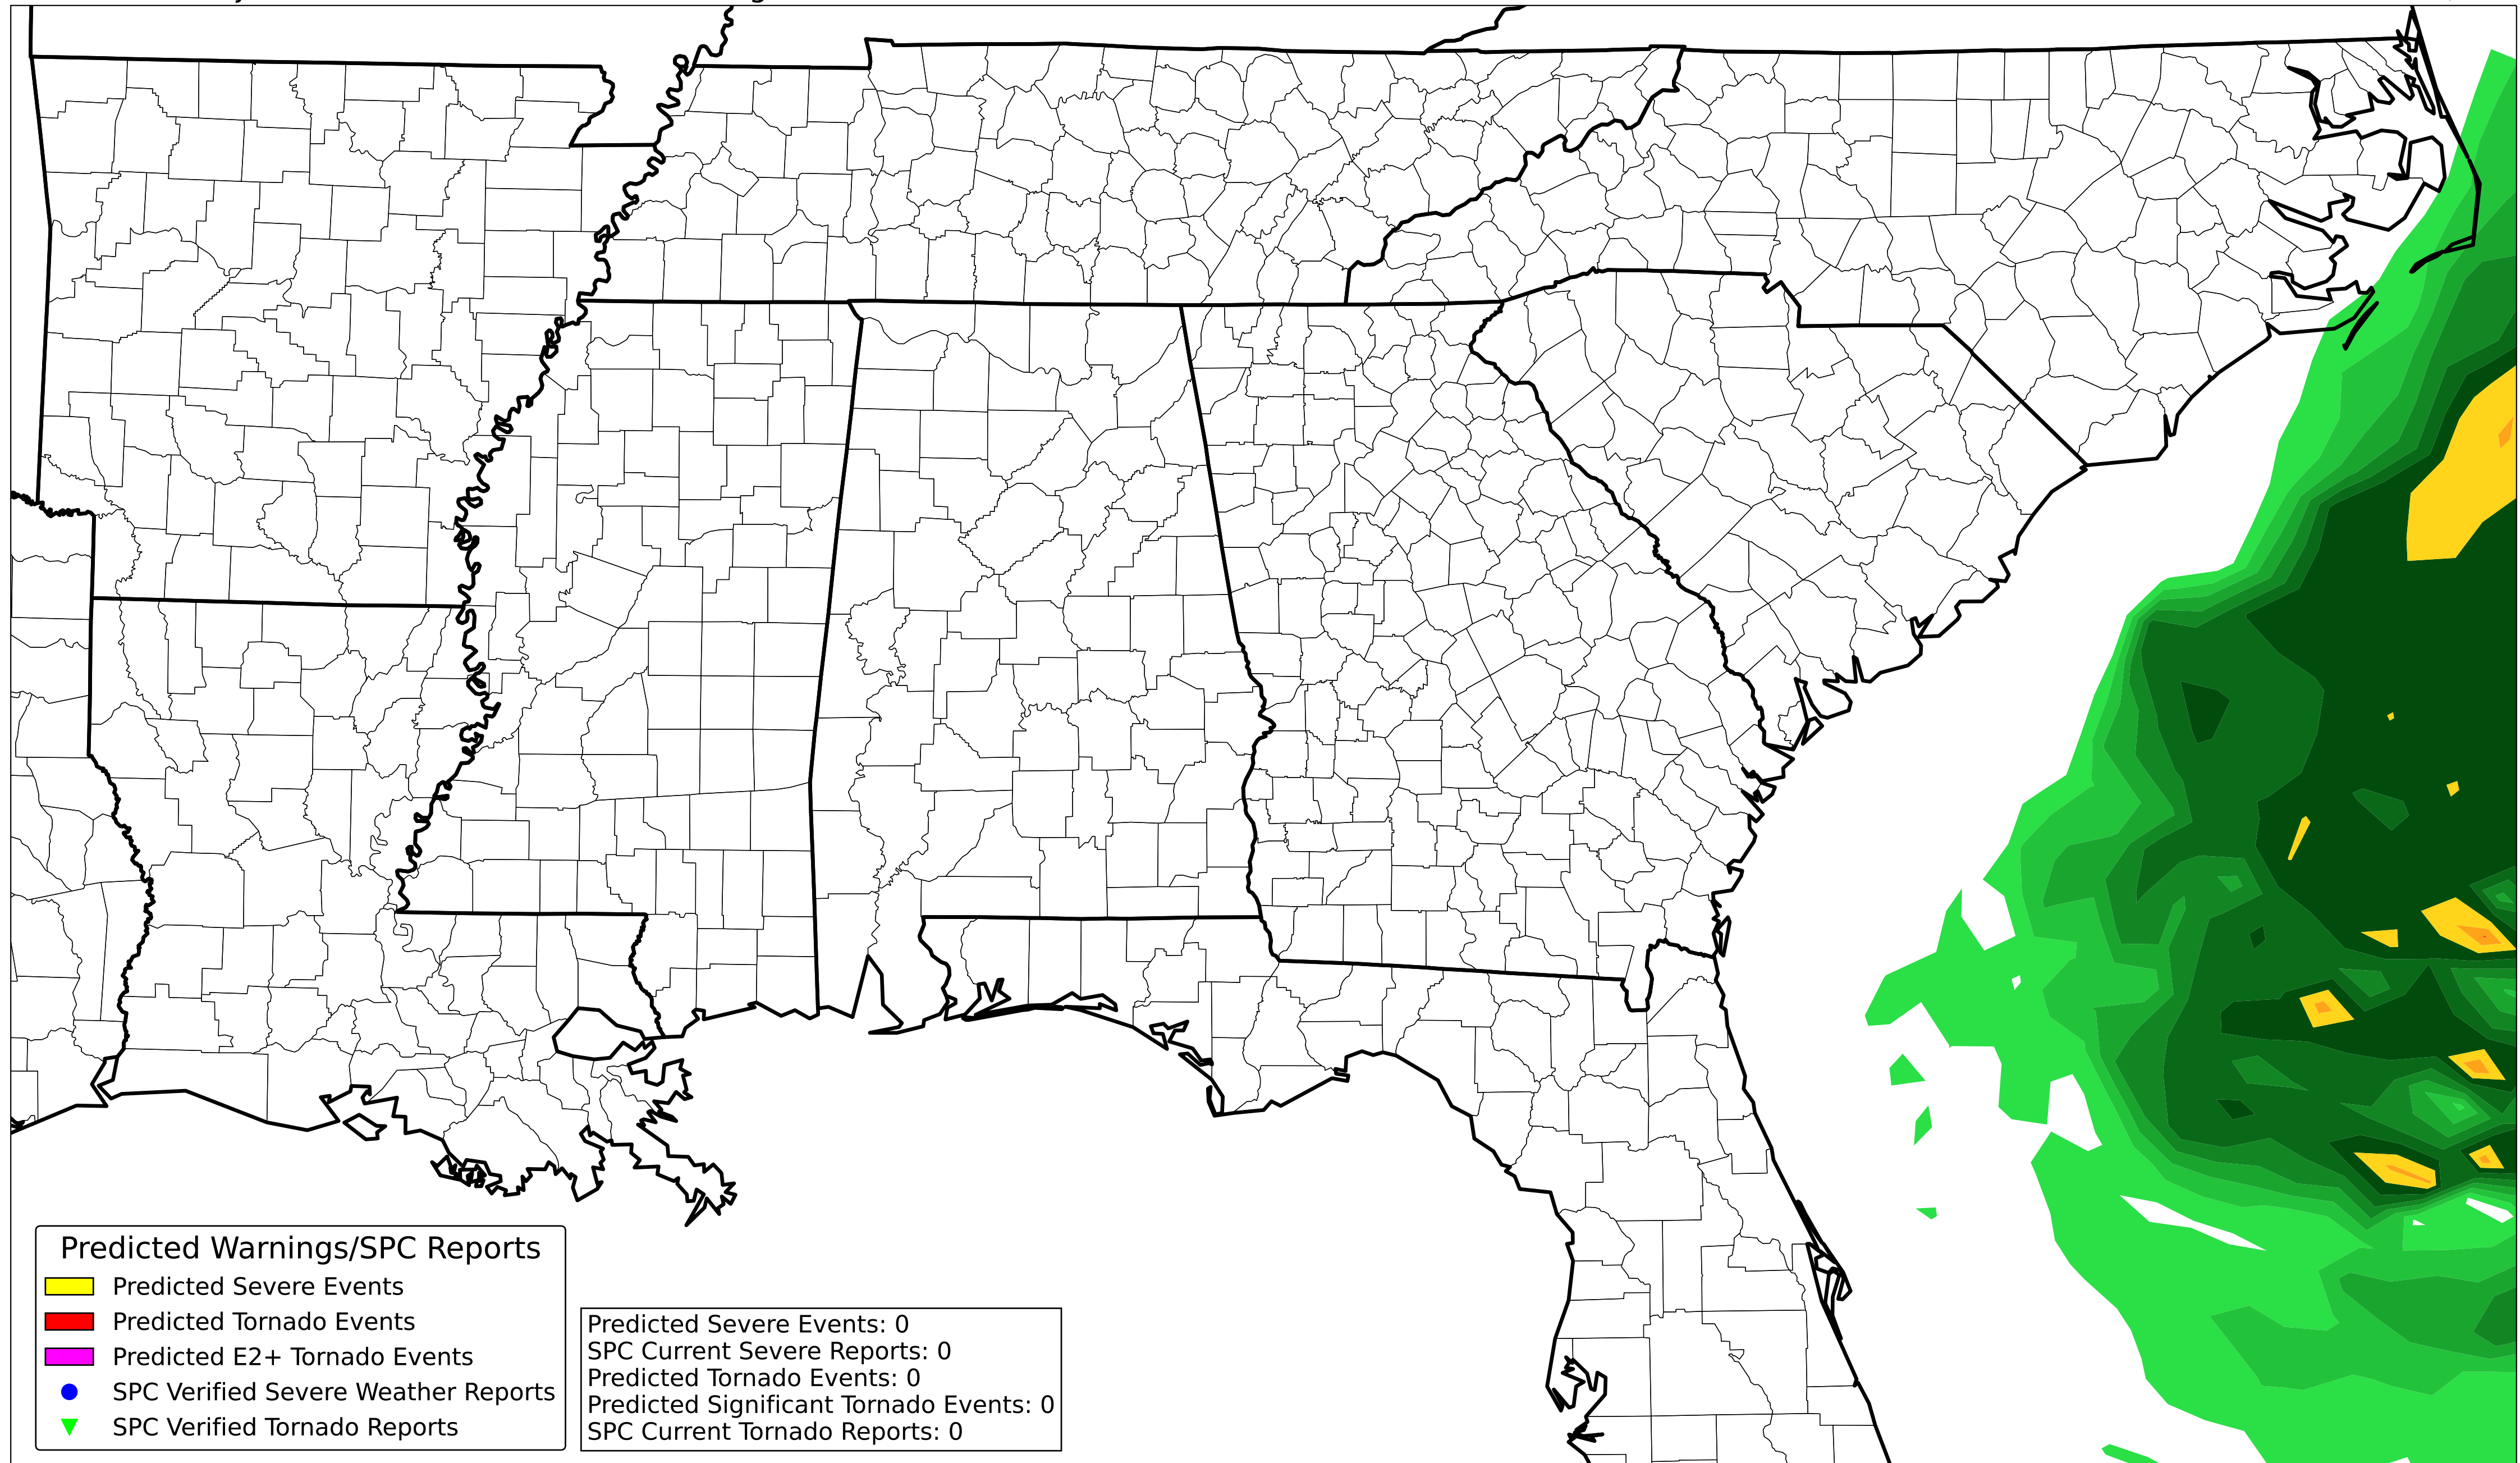 Predicted Warnings/SPC Reports
Predicted Severe Events
Predicted Tornado Events
Predicted E2+ Tornado Events
SPC Verified Severe Weather Reports
SPC Verified Tornado Reports
Predicted Severe Events: 0
SPC Current Severe Reports: 0
Predicted Tornado Events: 0
Predicted Significant Tornado Events: 0
SPC Current Tornado Reports: 0